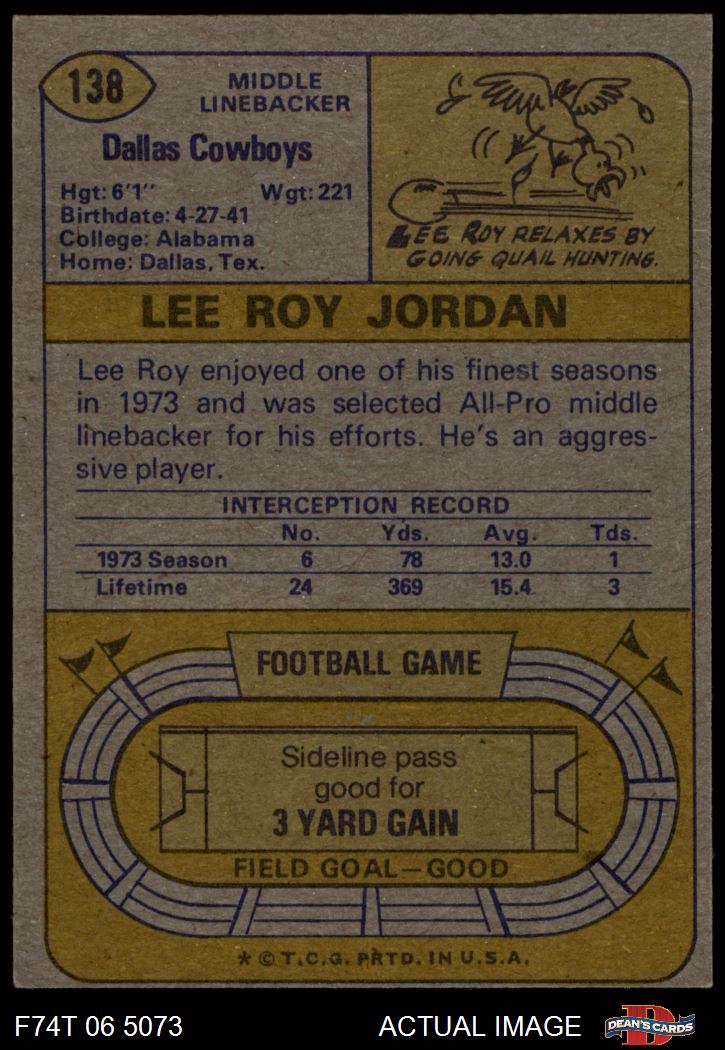 138
MIDDLE
LINEBACKER
Dallas Cowboys
Hgt: 6'1" Wgt: 221
Birthdate: 4-27-41
College: Alabama
Home: Dallas, Tex.
LEE ROY RELAXES BY
GOING QUAIL HUNTING.
LEE ROY JORDAN
Lee Roy enjoyed one of his finest seasons
in 1973 and was selected All-Pro middle
linebacker for his efforts. He's an aggres-
sive player.
INTERCEPTION RECORD
No. Yds. Avg. Tds.
1973 Season 6 78 13.0 1
Lifetime 24 369 15.4 3
FOOTBALL GAME
Sideline pass
good for
3 YARD GAIN
FIELD GOAL—GOOD
* © T.C.G. PRTD. IN U.S.A.
F74T 06 5073 ACTUAL IMAGE
D
DEAN'S CARDS